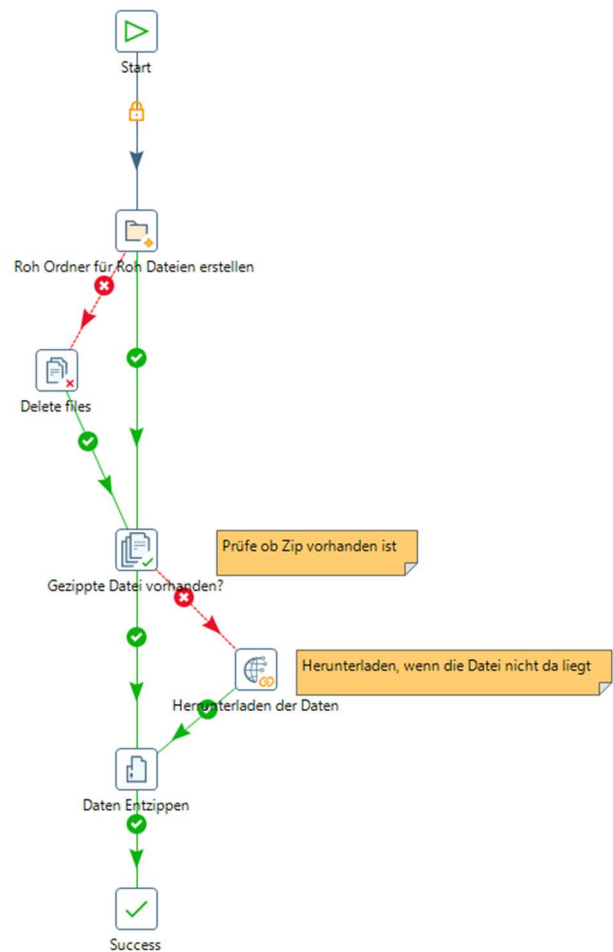 Start
Roh Ordner für Roh Dateien erstellen
Delete files
Prüfe ob Zip vorhanden ist
Gezippte Datei vorhanden?
Herunterladen, wenn die Datei nicht da liegt
Herrunterladen der Daten
Daten Entzippen
Success